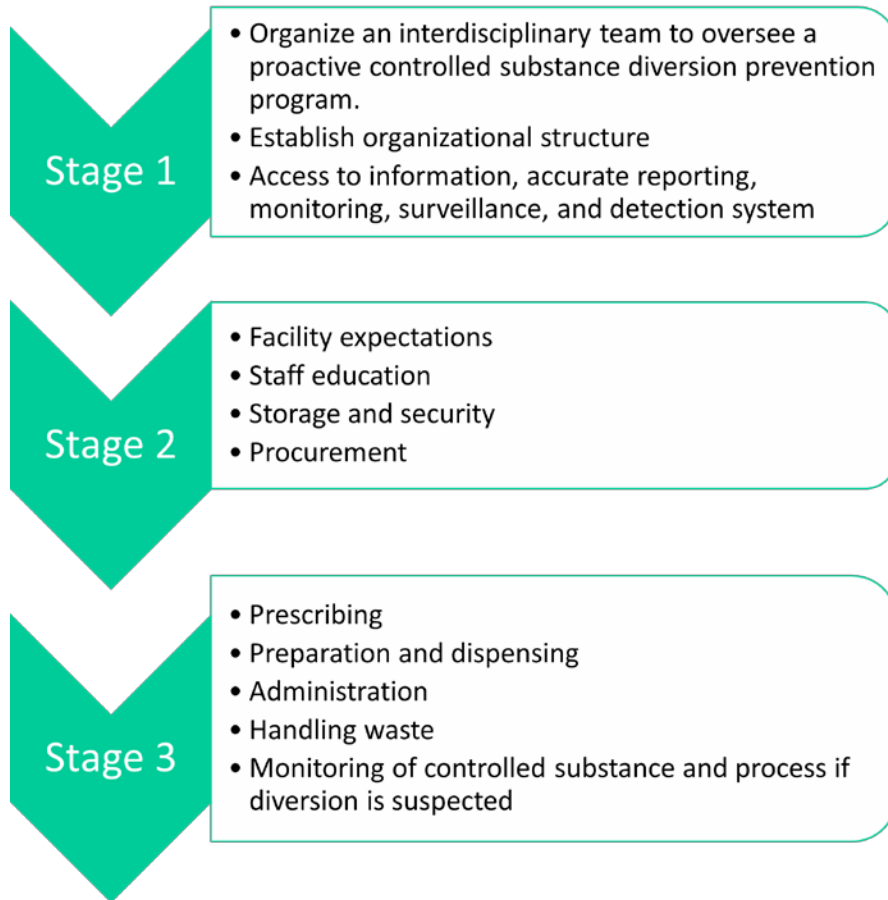 Stage 1
• Organize an interdisciplinary team to oversee a
proactive controlled substance diversion prevention
program.
• Establish organizational structure
• Access to information, accurate reporting,
monitoring, surveillance, and detection system
Stage 2
• Facility expectations
• Staff education
• Storage and security
• Procurement
Stage 3
• Prescribing
• Preparation and dispensing
• Administration
• Handling waste
• Monitoring of controlled substance and process if
diversion is suspected